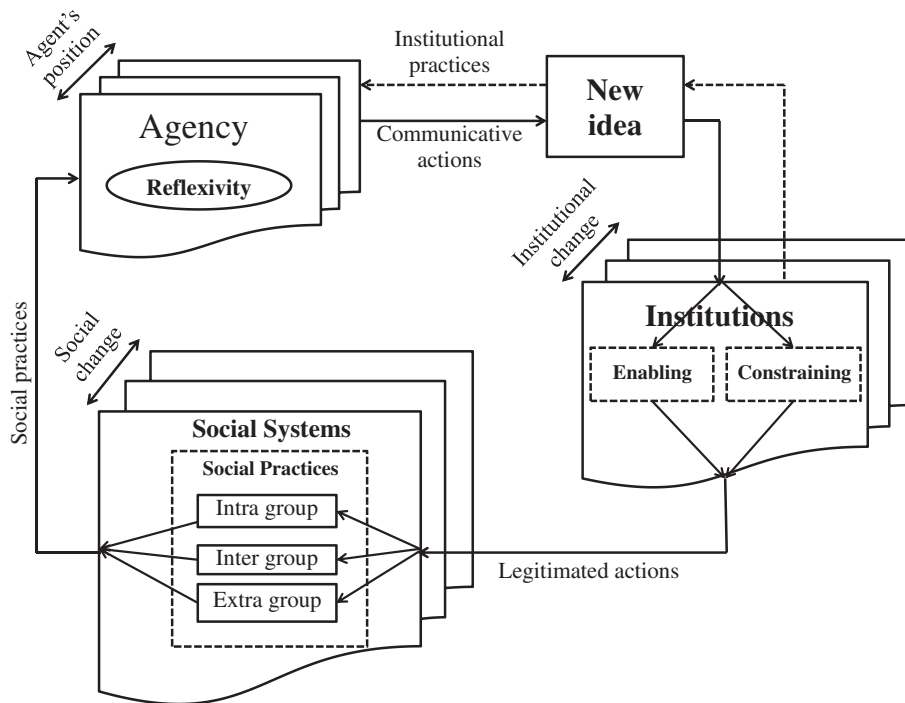 Agent's
position
Institutional
practices
New
idea
Agency
Reflexivity
Communicative
actions
Institutional
change
Institutions
Enabling
Constraining
Social practices
Social
change
Social Systems
Social Practices
Intra group
Inter group
Extra group
Legitimated actions